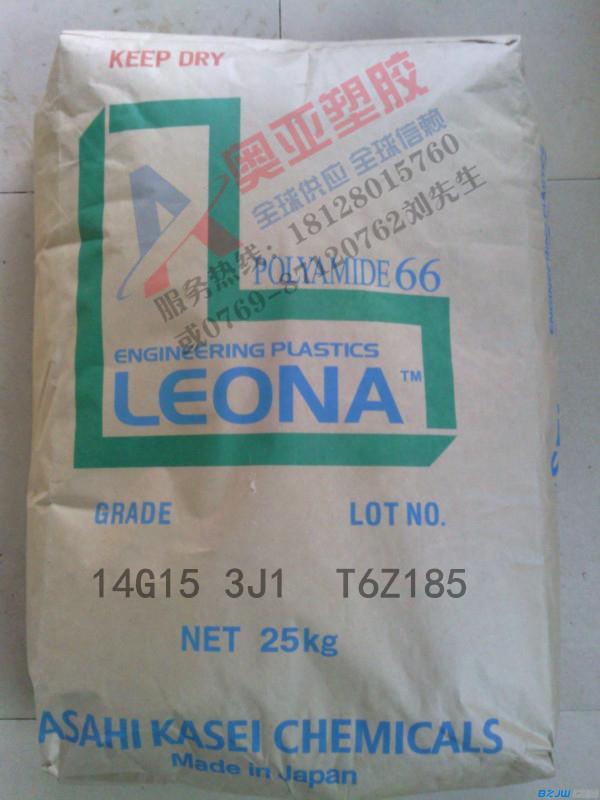 KEEP DRY
奥亚塑胶
全球供应 全球信赖
服务热线：18128015760
或0769-87120762刘先生
POLYAMIDE 66
ENGINEERING PLASTICS
LEONA™
GRADE LOT NO.
14G15 3J1 T6Z185
NET 25kg
ASAHI KASEI CHEMICALS
Made in Japan